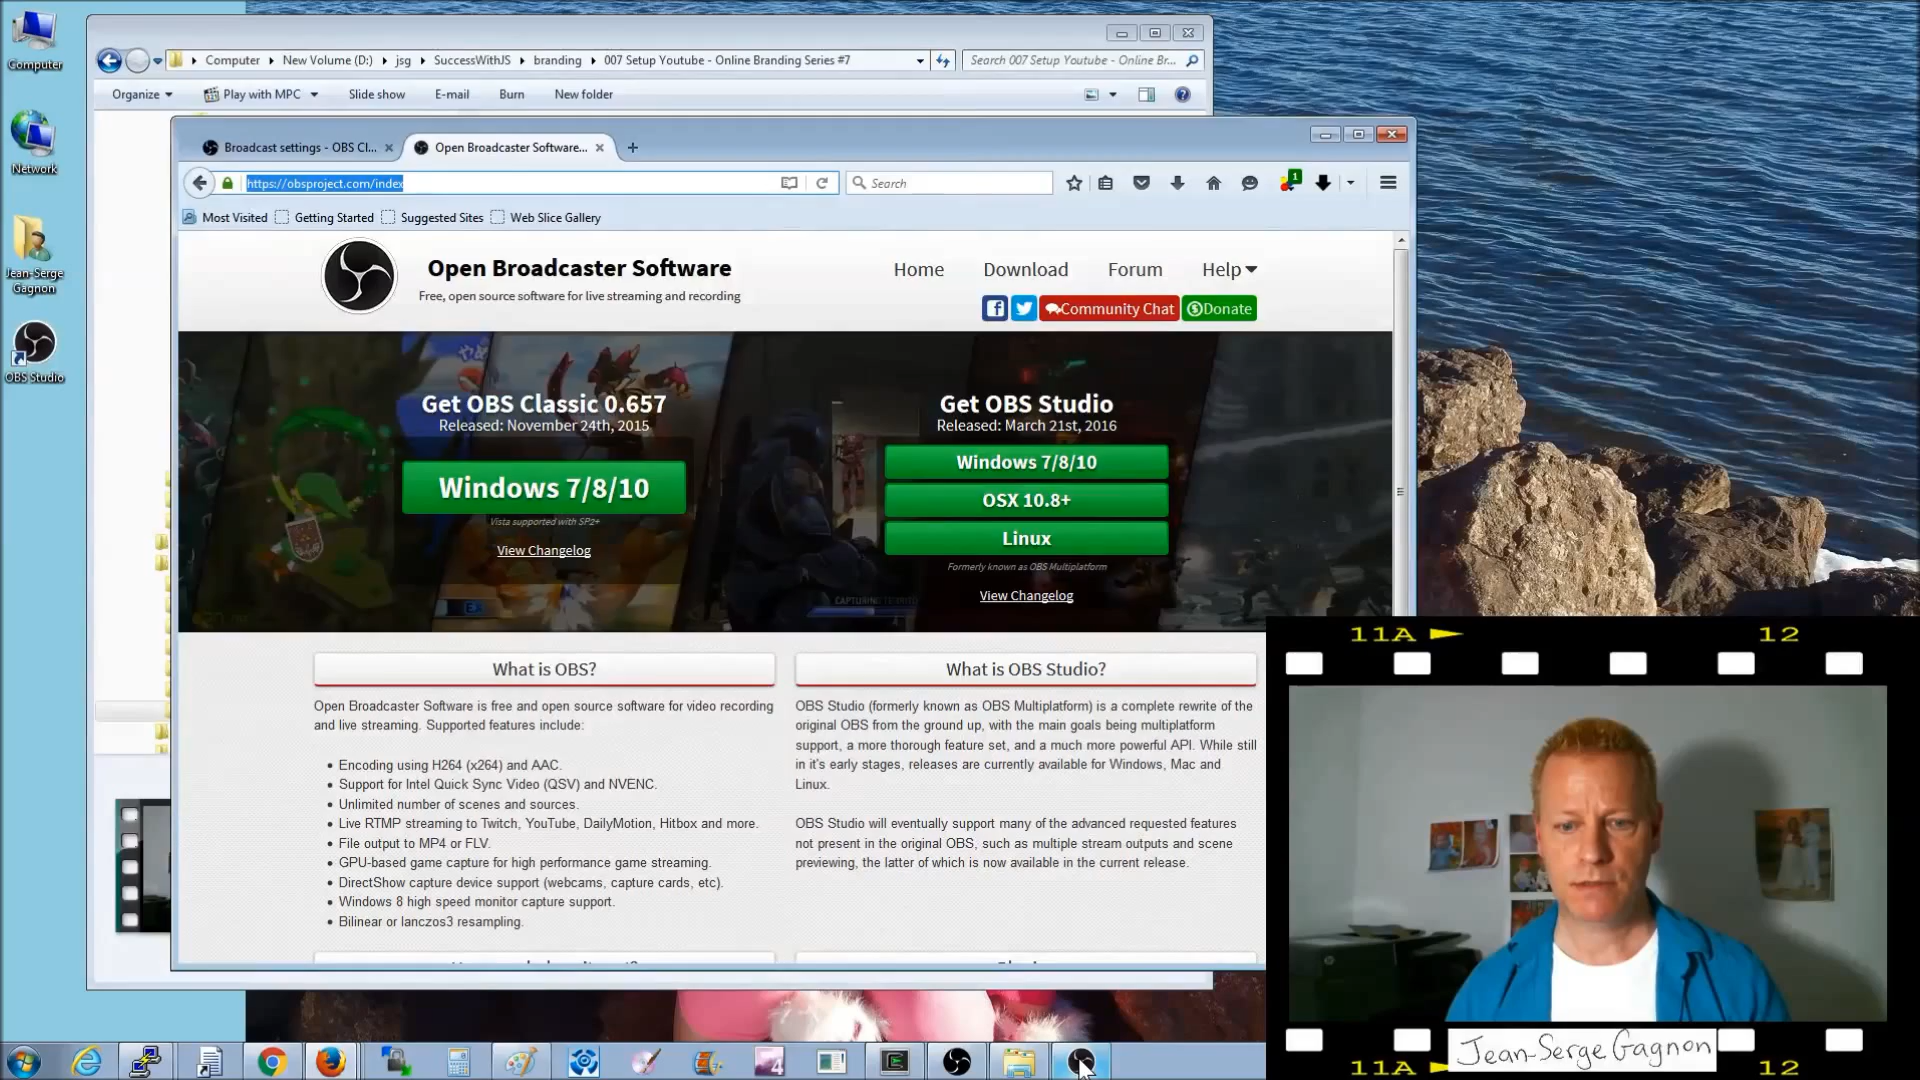 Computer
Network
Jean-Serge
Gagnon
OBS Studio
Computer
New Volume (D:)
jsg
SuccessWithJS
branding
007 Setup Youtube - Online Branding Series #7
Search 007 Setup Youtube - Online Br...
Organize
Play with MPC
Slide show
E-mail
Burn
New folder
Broadcast settings - OBS Cl...
Open Broadcaster Software...
https://obsproject.com/index
Search
1
Most Visited
Getting Started
Suggested Sites
Web Slice Gallery
Open Broadcaster Software
Free, open source software for live streaming and recording
Home
Download
Forum
Help
Community Chat
Donate
Get OBS Classic 0.657
Released: November 24th, 2015
Windows 7/8/10
Vista supported with SP2+
View Changelog
Get OBS Studio
Released: March 21st, 2016
Windows 7/8/10
OSX 10.8+
Linux
Formerly known as OBS Multiplatform
View Changelog
EX
What is OBS?
Open Broadcaster Software is free and open source software for video recording
and live streaming. Supported features include:
Encoding using H264 (x264) and AAC.
Support for Intel Quick Sync Video (QSV) and NVENC.
Unlimited number of scenes and sources.
Live RTMP streaming to Twitch, YouTube, DailyMotion, Hitbox and more.
File output to MP4 or FLV.
GPU-based game capture for high performance game streaming.
DirectShow capture device support (webcams, capture cards, etc).
Windows 8 high speed monitor capture support.
Bilinear or lanczos3 resampling.
What is OBS Studio?
OBS Studio (formerly known as OBS Multiplatform) is a complete rewrite of the
original OBS from the ground up, with the main goals being multiplatform
support, a more thorough feature set, and a much more powerful API. While still
in it's early stages, releases are currently available for Windows, Mac and
Linux.
OBS Studio will eventually support many of the advanced requested features
not present in the original OBS, such as multiple stream outputs and scene
previewing, the latter of which is now available in the current release.
11A
12
Jean-Serge Gagnon
11A
12
4